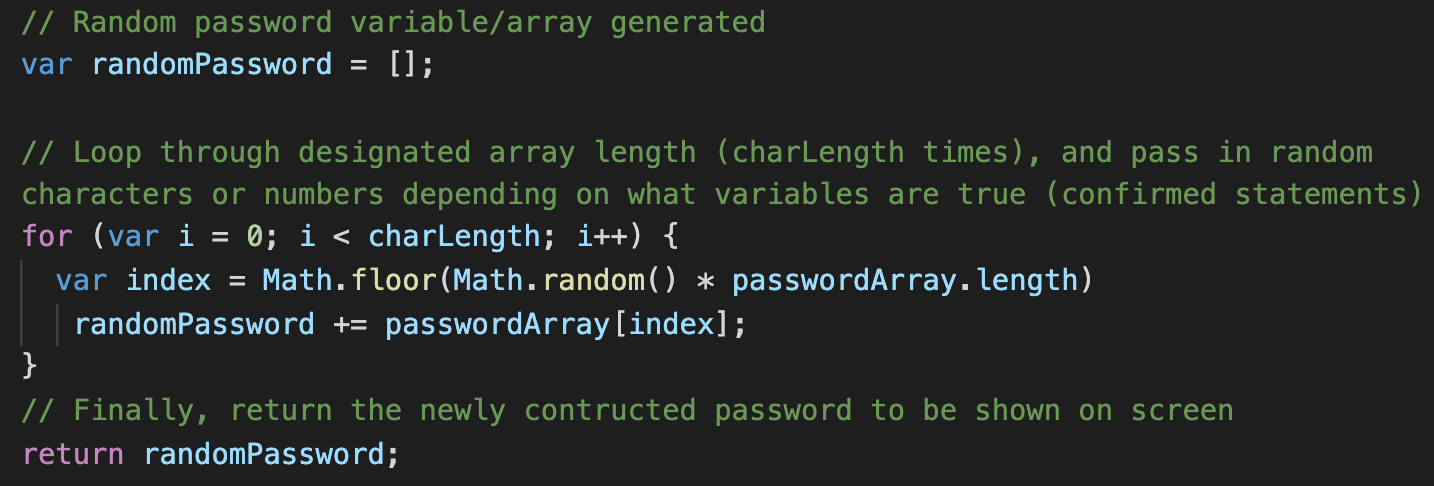 // Random password variable/array generated
var randomPassword = [];
// Loop through designated array length (charLength times), and pass in random
characters or numbers depending on what variables are true (confirmed statements)
for (var i = 0; i < charLength; i++) {
var index = Math.floor(Math.random() * passwordArray.length)
randomPassword += passwordArray[index];
}
// Finally, return the newly contructed password to be shown on screen
return randomPassword;